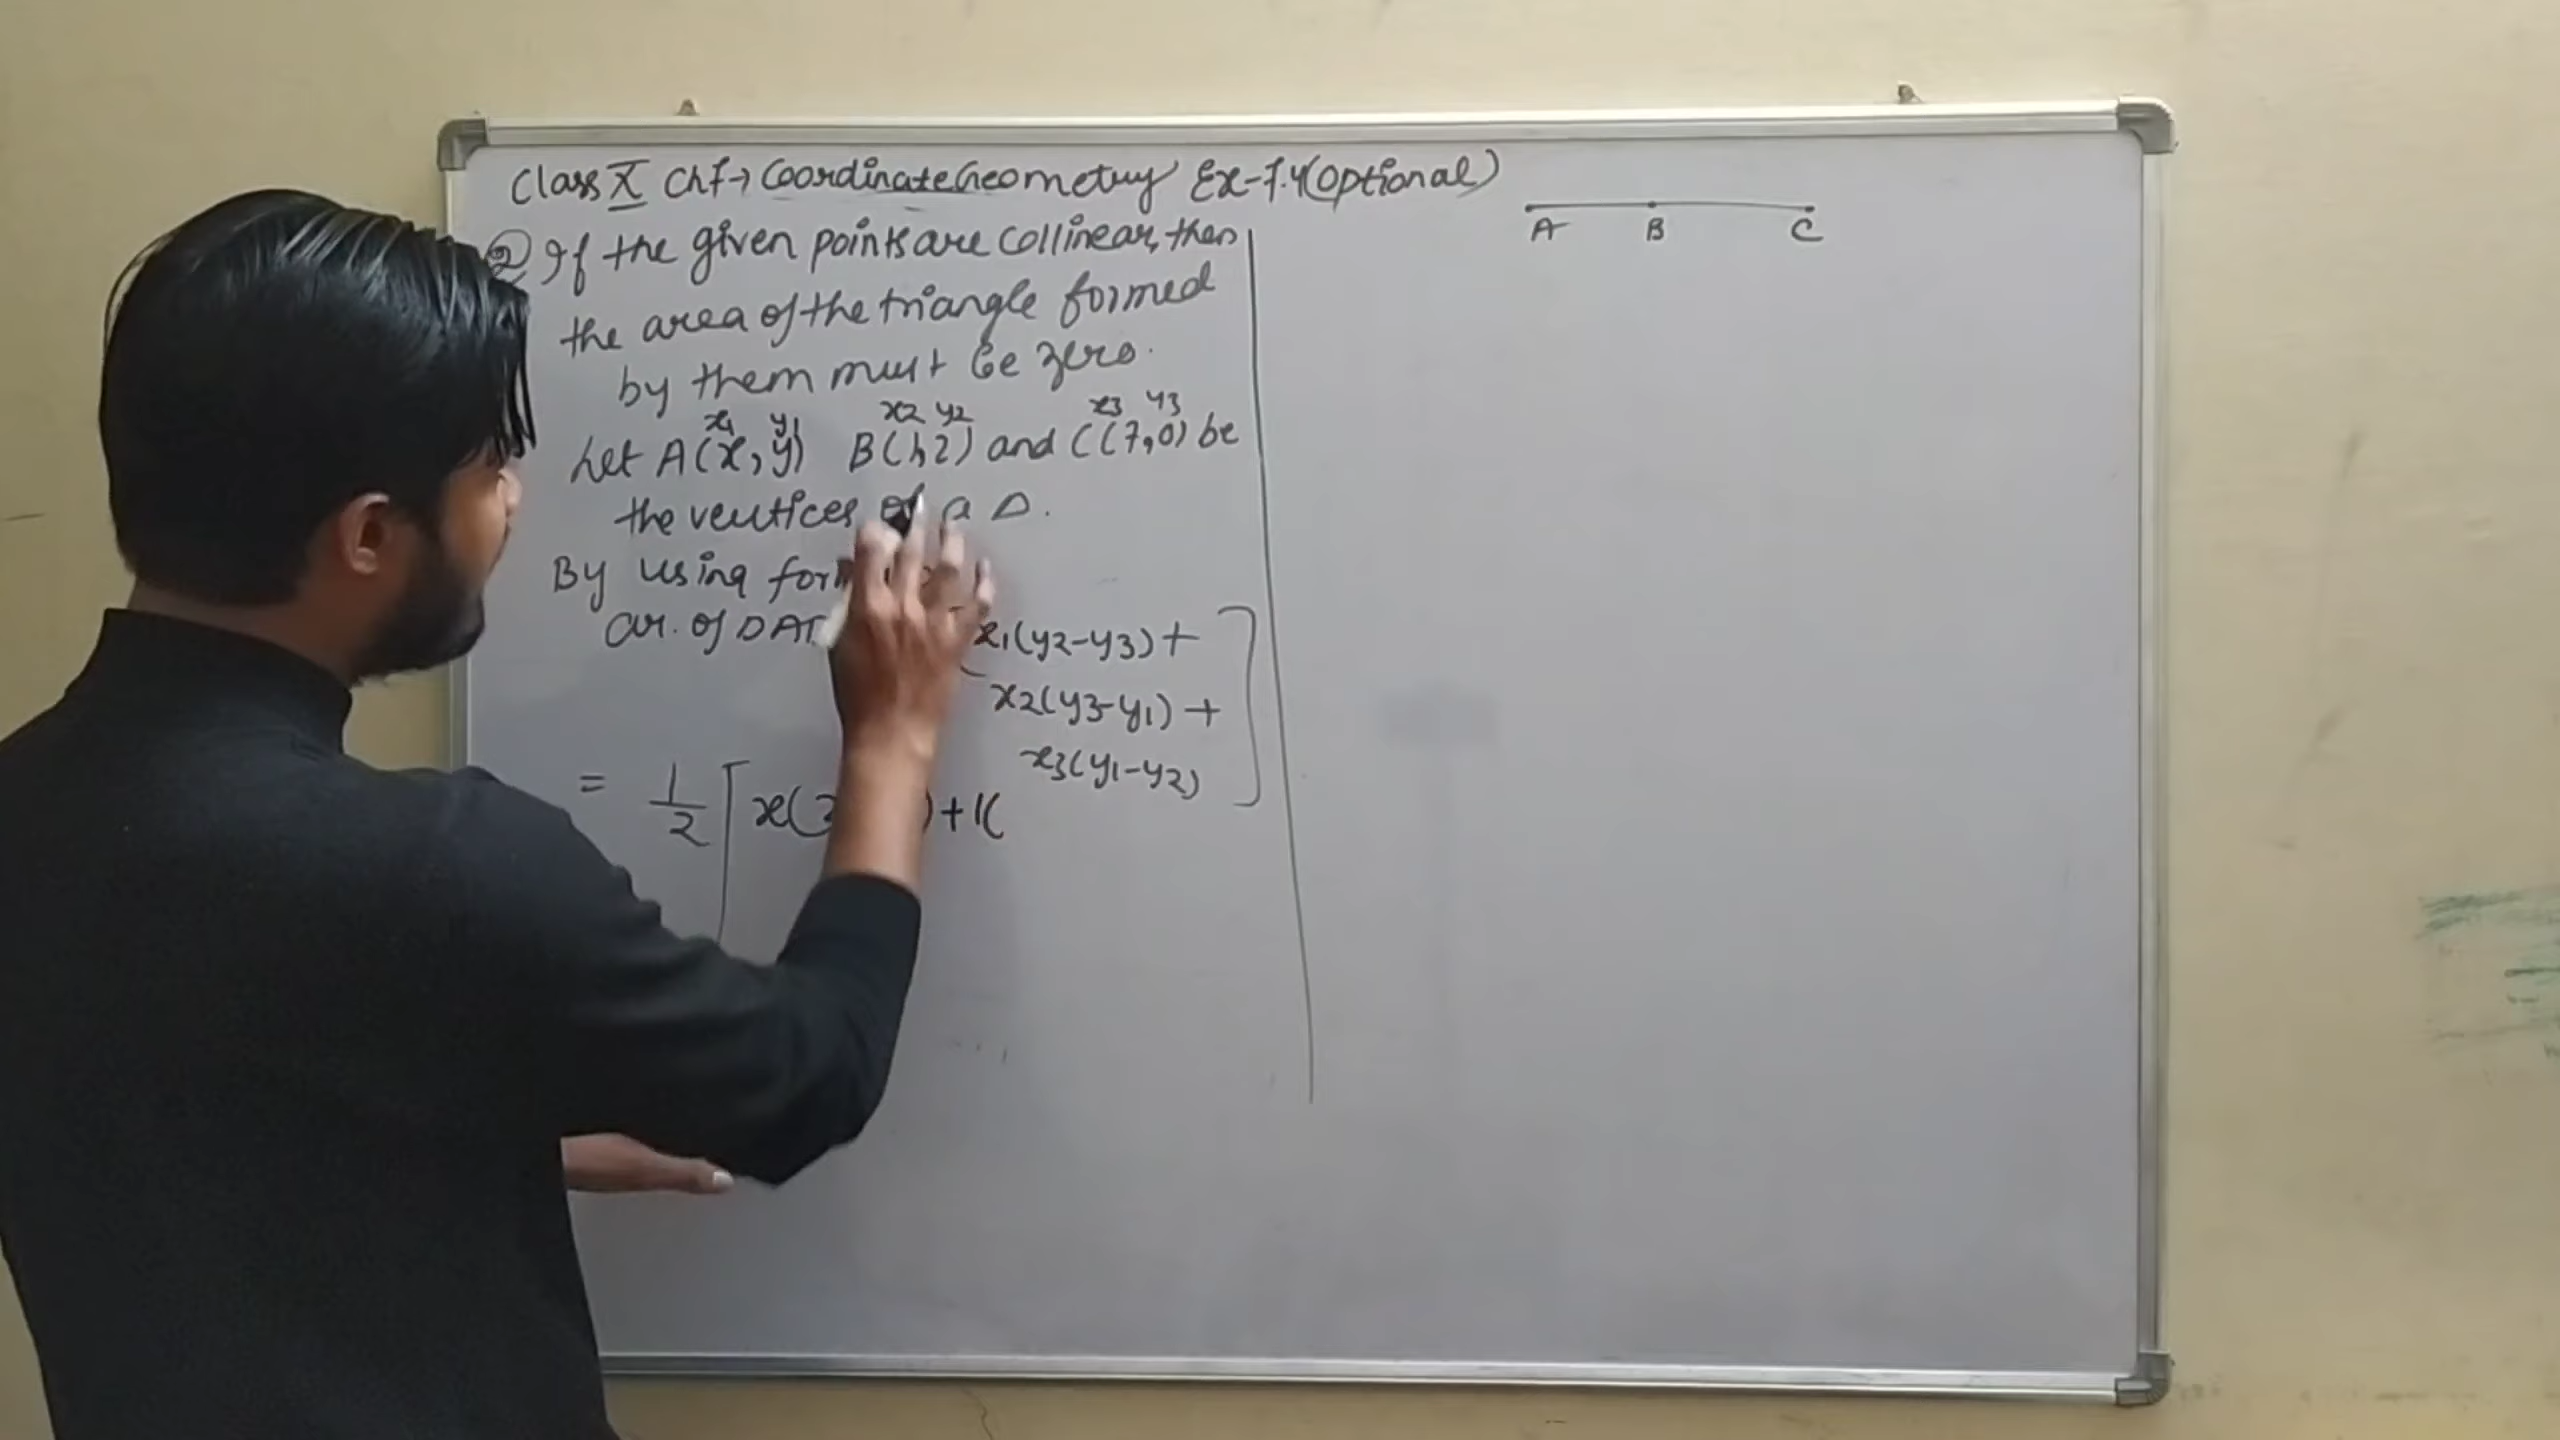 Class X Ch7→ Coordinate Geometry Ex-7.4(Optional)
② If the given points are collinear, then
the area of the triangle formed
by them must be zero.
x1 y1 x2 y2 x3 y3
Let A(x,y) B(1,2) and C(7,0) be
the vertices of a Δ.
By using
ar. of Δ x1(y2-y3)+
x2(y3-y1)+
x3(y1-y2)]
= 1/2 [x( )+1(
A B C